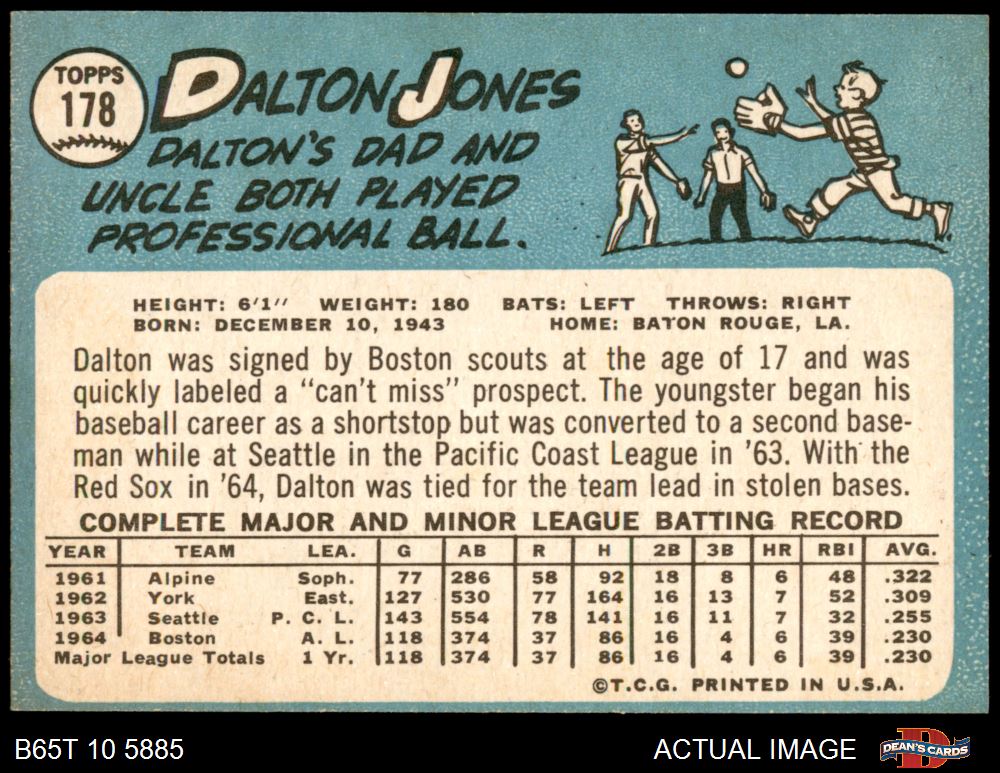 TOPPS
178
DALTON JONES
DALTON'S DAD AND
UNCLE BOTH PLAYED
PROFESSIONAL BALL.
HEIGHT: 6'1" WEIGHT: 180 BATS: LEFT THROWS: RIGHT
BORN: DECEMBER 10, 1943 HOME: BATON ROUGE, LA.
Dalton was signed by Boston scouts at the age of 17 and was
quickly labeled a "can't miss" prospect. The youngster began his
baseball career as a shortstop but was converted to a second base-
man while at Seattle in the Pacific Coast League in '63. With the
Red Sox in '64, Dalton was tied for the team lead in stolen bases.
COMPLETE MAJOR AND MINOR LEAGUE BATTING RECORD
YEAR TEAM LEA. G AB R H 2B 3B HR RBI AVG.
1961 Alpine Soph. 77 286 58 92 18 8 6 48 .322
1962 York East. 127 530 77 164 16 13 7 52 .309
1963 Seattle P. C. L. 143 554 78 141 16 11 7 32 .255
1964 Boston A. L. 118 374 37 86 16 4 6 39 .230
Major League Totals 1 Yr. 118 374 37 86 16 4 6 39 .230
©T.C.G. PRINTED IN U.S.A.
B65T 10 5885 ACTUAL IMAGE DEAN'S CARDS